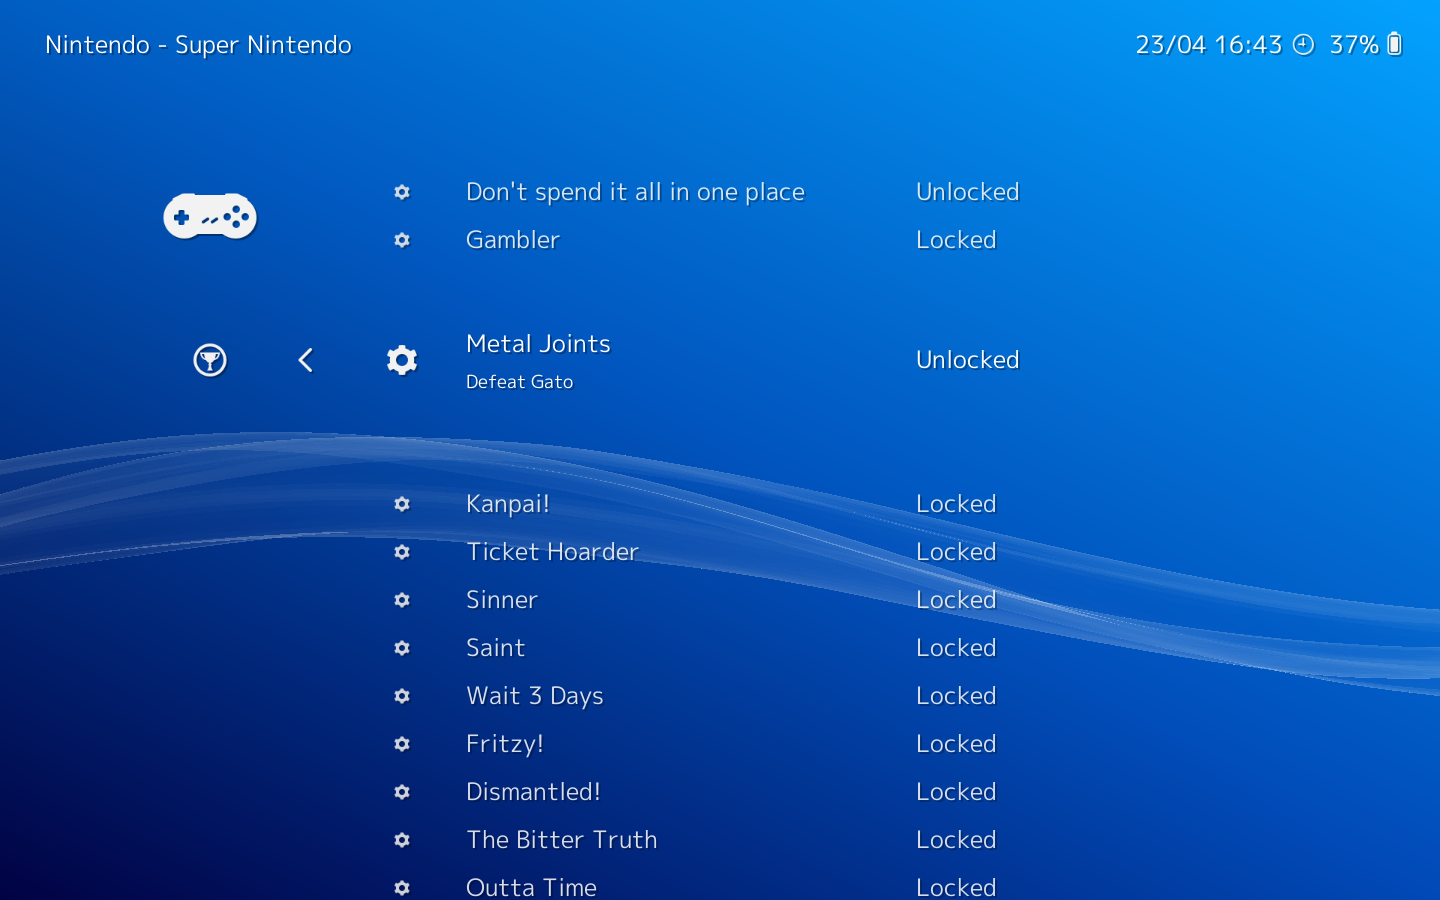 Nintendo - Super Nintendo
23/04 16:43 37%
Don't spend it all in one place Unlocked
Gambler Locked
Metal Joints
Defeat Gato
Unlocked
Kanpai! Locked
Ticket Hoarder Locked
Sinner Locked
Saint Locked
Wait 3 Days Locked
Fritzy! Locked
Dismantled! Locked
The Bitter Truth Locked
Outta Time Locked